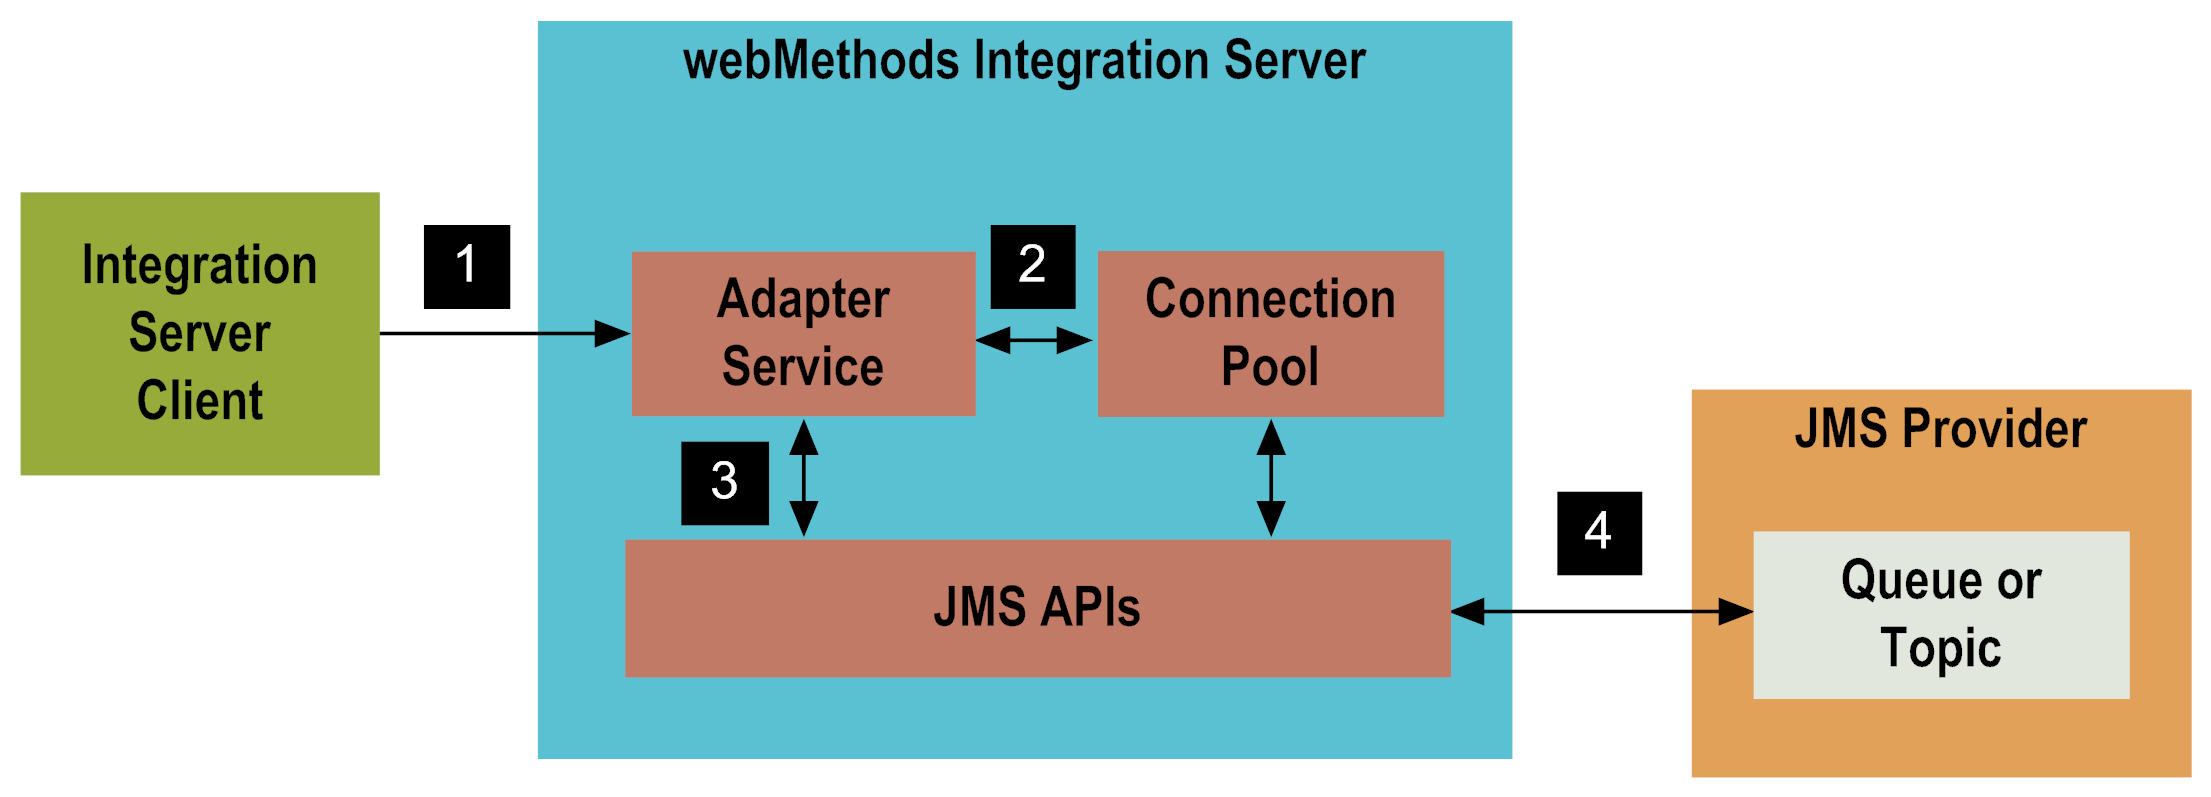 webMethods Integration Server
Integration
Server
Client
1
Adapter
Service
2
Connection
Pool
3
JMS APIs
4
JMS Provider
Queue or
Topic